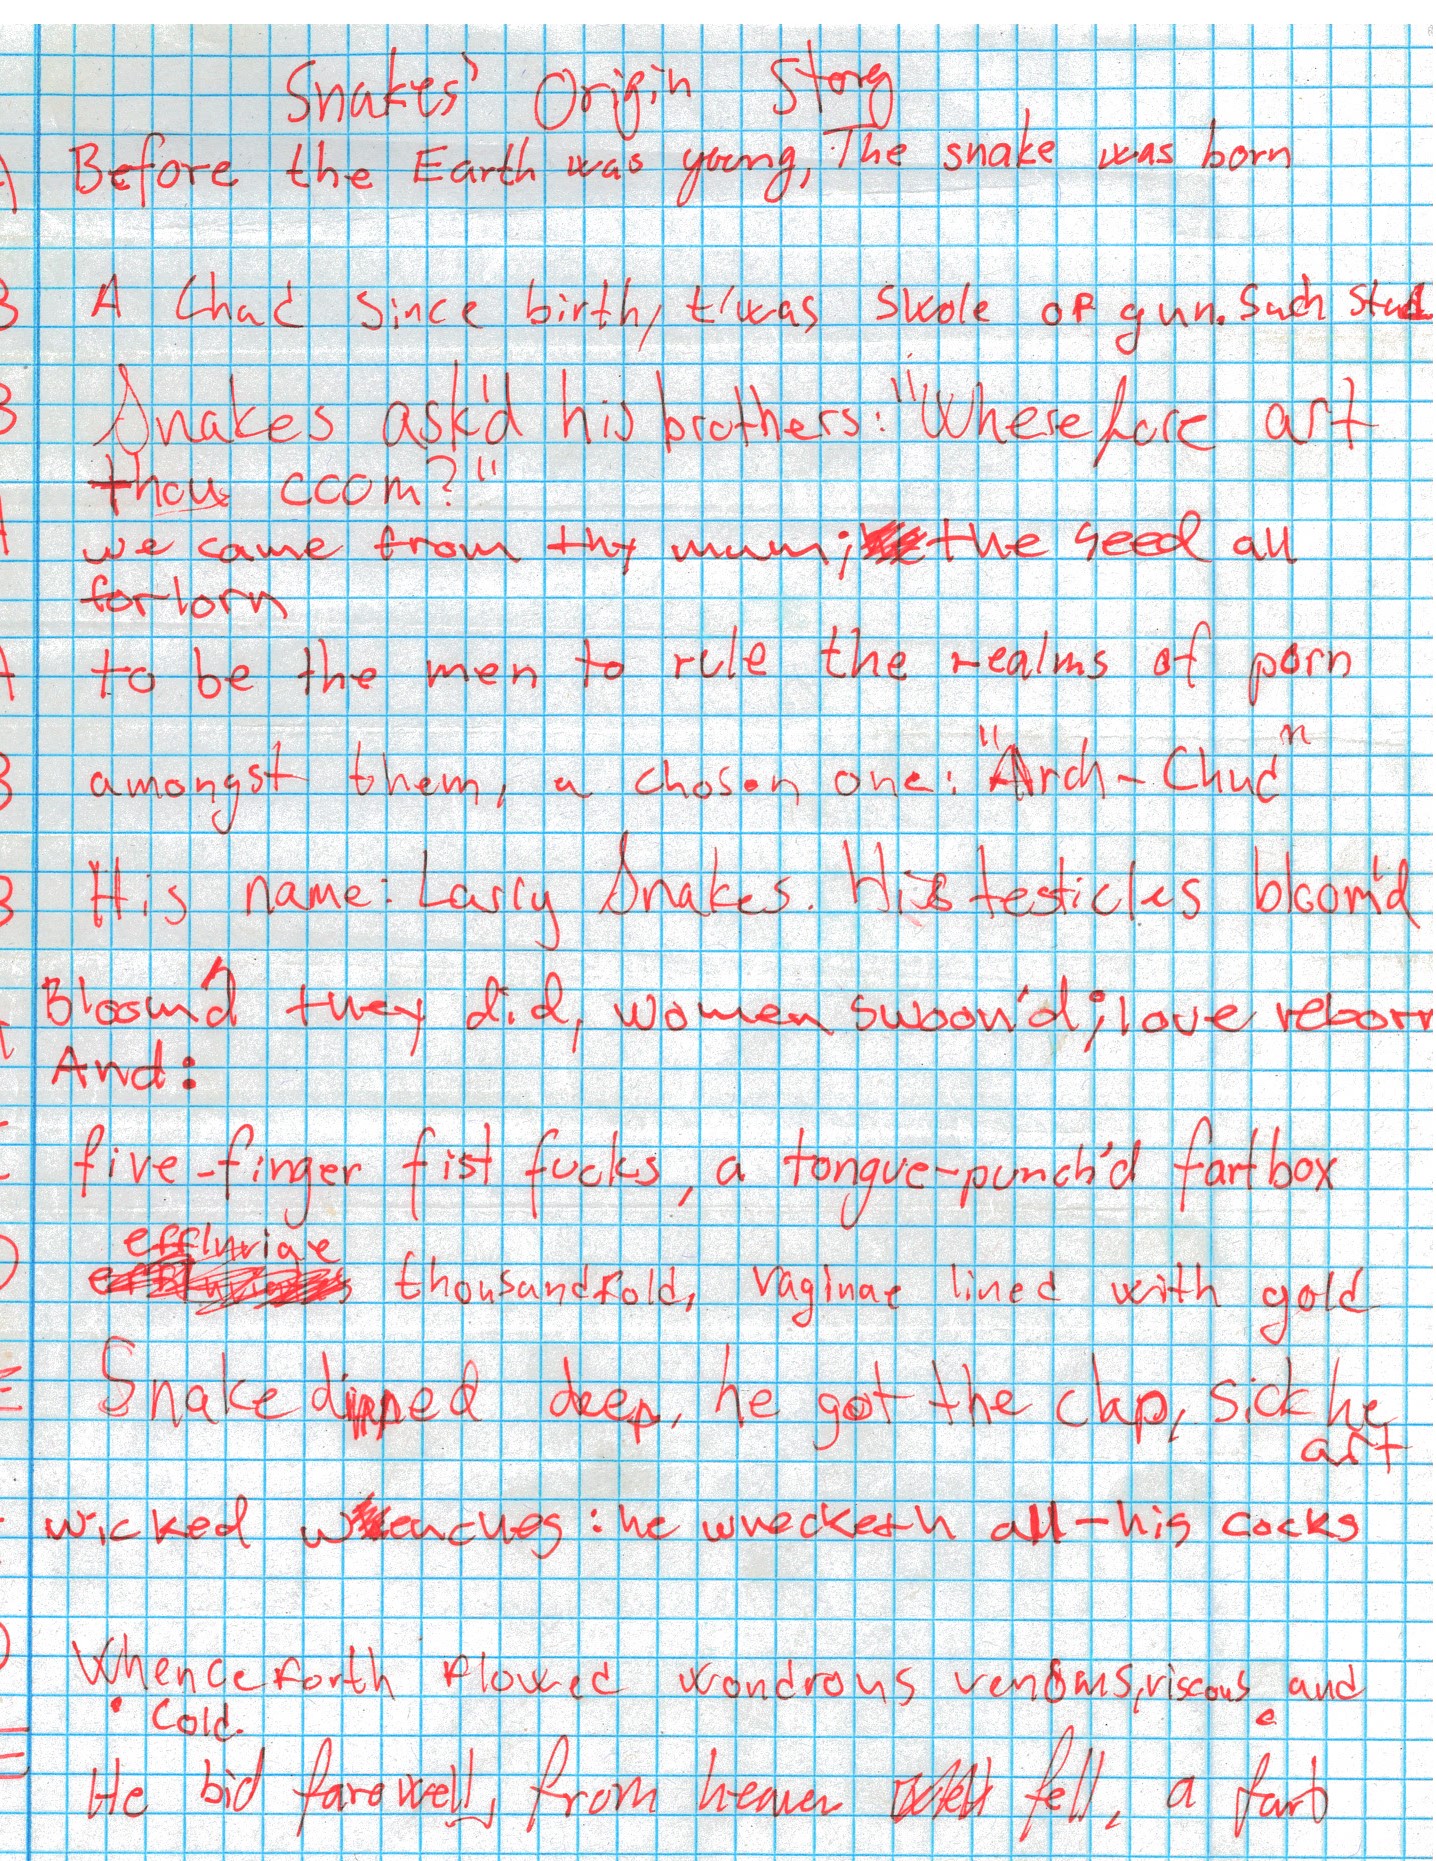 Snakes' Origin Story
A Before the Earth was young, The snake was born
B A Chad since birth, t'was swole of gun. Such stud
B Snakes ask'd his brothers: "Wherefore art
thou coom?"
A we came from thy mum; the seed all
forlorn
A to be the men to rule the realms of porn
B amongst them, a chosen one: "Arch-Chud"
B His name: Larry Snakes. His testicles bloom'd
A Bloom'd they did, women swoon'd; love reborn
And:
five-finger fist fucks, a tongue-punch'd fartbox
effluviae
D thousandfold, vaginae lined with gold
E Snake dipped deep, he got the clap, sick he
art
wicked wenches: he wrecketh all - his cocks
D Whenceforth flowed wondrous venoms, viscous and
cold.
E He bid farewell, from heaven fell, a fart